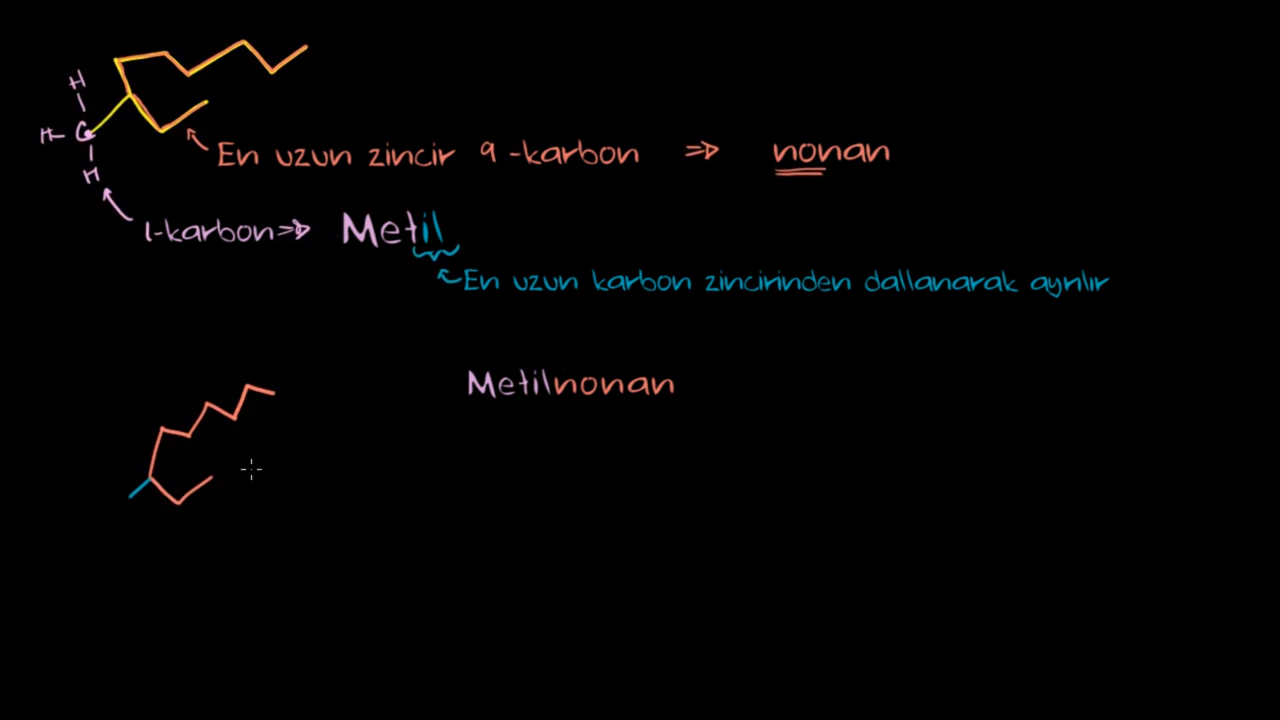 H
H C
En uzun zincir 9-karbon ⇒ nonan
H
1-karbon ⇒ Metil
En uzun karbon zincirinden dallanarak ayrılır
Metilnonan